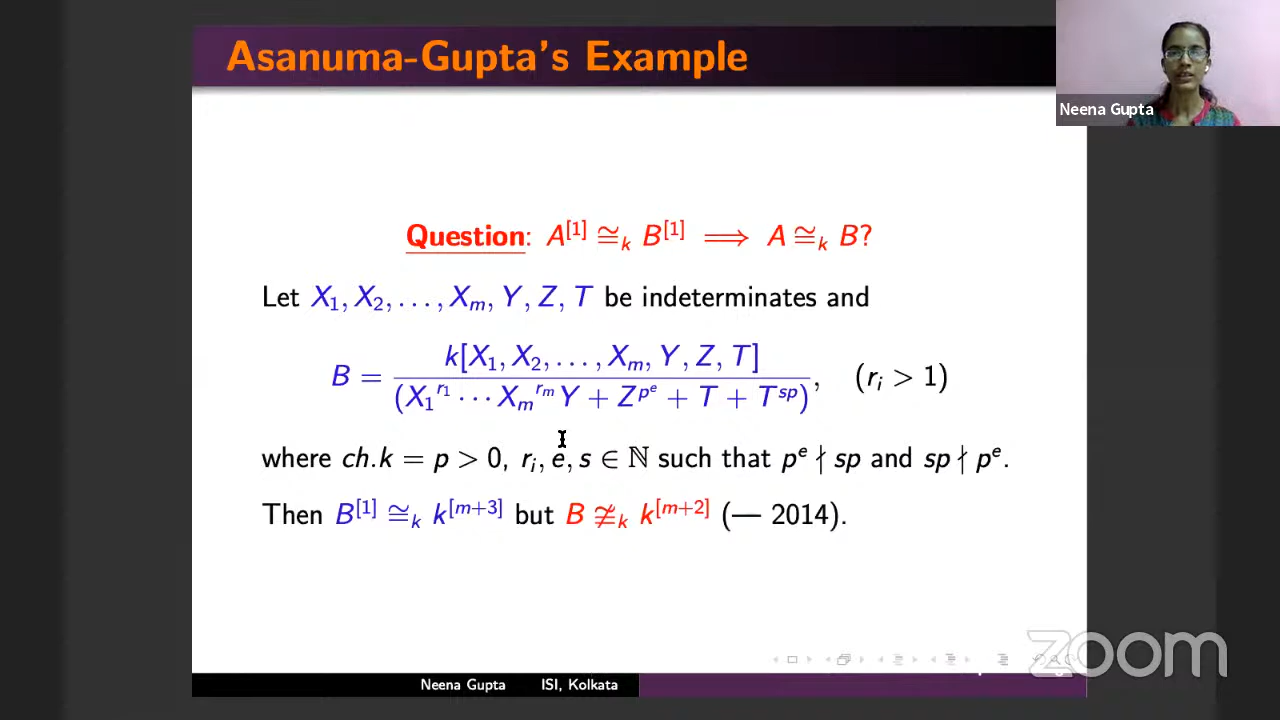 Asanuma-Gupta's Example
Neena Gupta
Question: A^{[1]} ≅_k B^{[1]} ⟹ A ≅_k B?
Let X_1, X_2, . . . , X_m, Y, Z, T be indeterminates and
B = \frac{k[X_1, X_2, . . . , X_m, Y, Z, T]}{(X_1^{r_1} ⋯ X_m^{r_m} Y + Z^{p^e} + T + T^{sp})}, (r_i > 1)
where ch.k = p > 0, r_i, e, s ∈ ℕ such that p^e ∤ sp and sp ∤ p^e.
Then B^{[1]} ≅_k k^{[m+3]} but B ≇_k k^{[m+2]} (— 2014).
zoom
Neena Gupta ISI, Kolkata